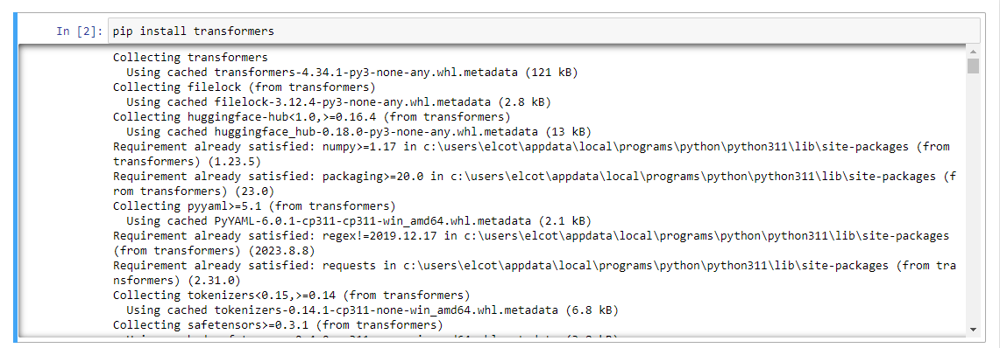 In [2]: pip install transformers
Collecting transformers
Using cached transformers-4.34.1-py3-none-any.whl.metadata (121 kB)
Collecting filelock (from transformers)
Using cached filelock-3.12.4-py3-none-any.whl.metadata (2.8 kB)
Collecting huggingface-hub<1.0,>=0.16.4 (from transformers)
Using cached huggingface_hub-0.18.0-py3-none-any.whl.metadata (13 kB)
Requirement already satisfied: numpy>=1.17 in c:\users\elcot\appdata\local\programs\python\python311\lib\site-packages (from
transformers) (1.23.5)
Requirement already satisfied: packaging>=20.0 in c:\users\elcot\appdata\local\programs\python\python311\lib\site-packages (f
rom transformers) (23.0)
Collecting pyyaml>=5.1 (from transformers)
Using cached PyYAML-6.0.1-cp311-cp311-win_amd64.whl.metadata (2.1 kB)
Requirement already satisfied: regex!=2019.12.17 in c:\users\elcot\appdata\local\programs\python\python311\lib\site-packages
(from transformers) (2023.8.8)
Requirement already satisfied: requests in c:\users\elcot\appdata\local\programs\python\python311\lib\site-packages (from tra
nsformers) (2.31.0)
Collecting tokenizers<0.15,>=0.14 (from transformers)
Using cached tokenizers-0.14.1-cp311-none-win_amd64.whl.metadata (6.8 kB)
Collecting safetensors>=0.3.1 (from transformers)